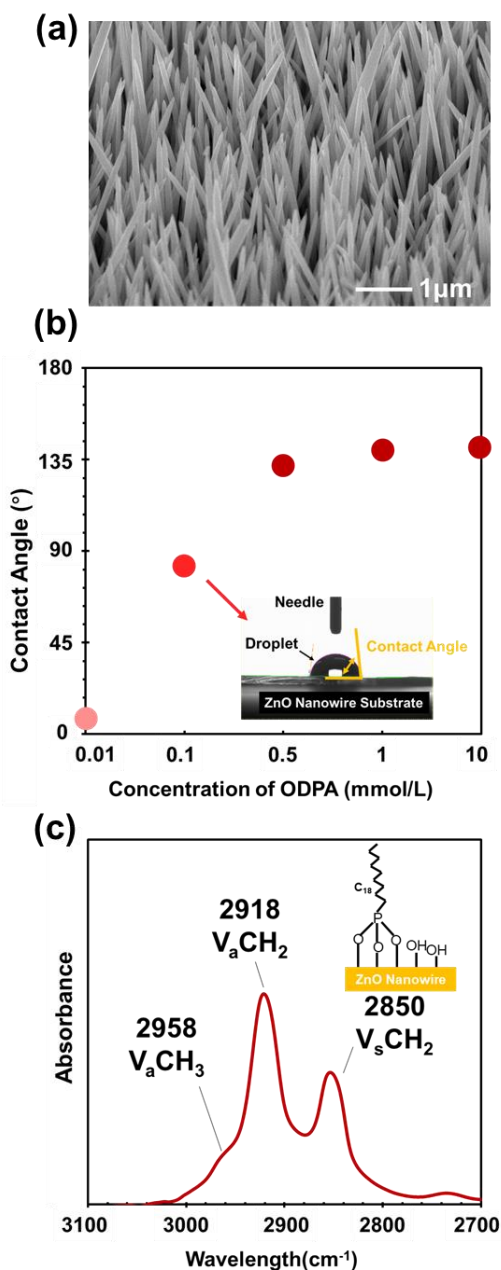 (a)
1μm
(b)
180
135
90
45
0
Contact Angle (°)
Needle
Droplet
Contact Angle
ZnO Nanowire Substrate
0.01 0.1 0.5 1 10
Concentration of ODPA (mmol/L)
(c)
C18
P
O O O OH OH
ZnO Nanowire
2918
VaCH2
2850
VsCH2
2958
VaCH3
Absorbance
3100 3000 2900 2800 2700
Wavelength(cm-1)